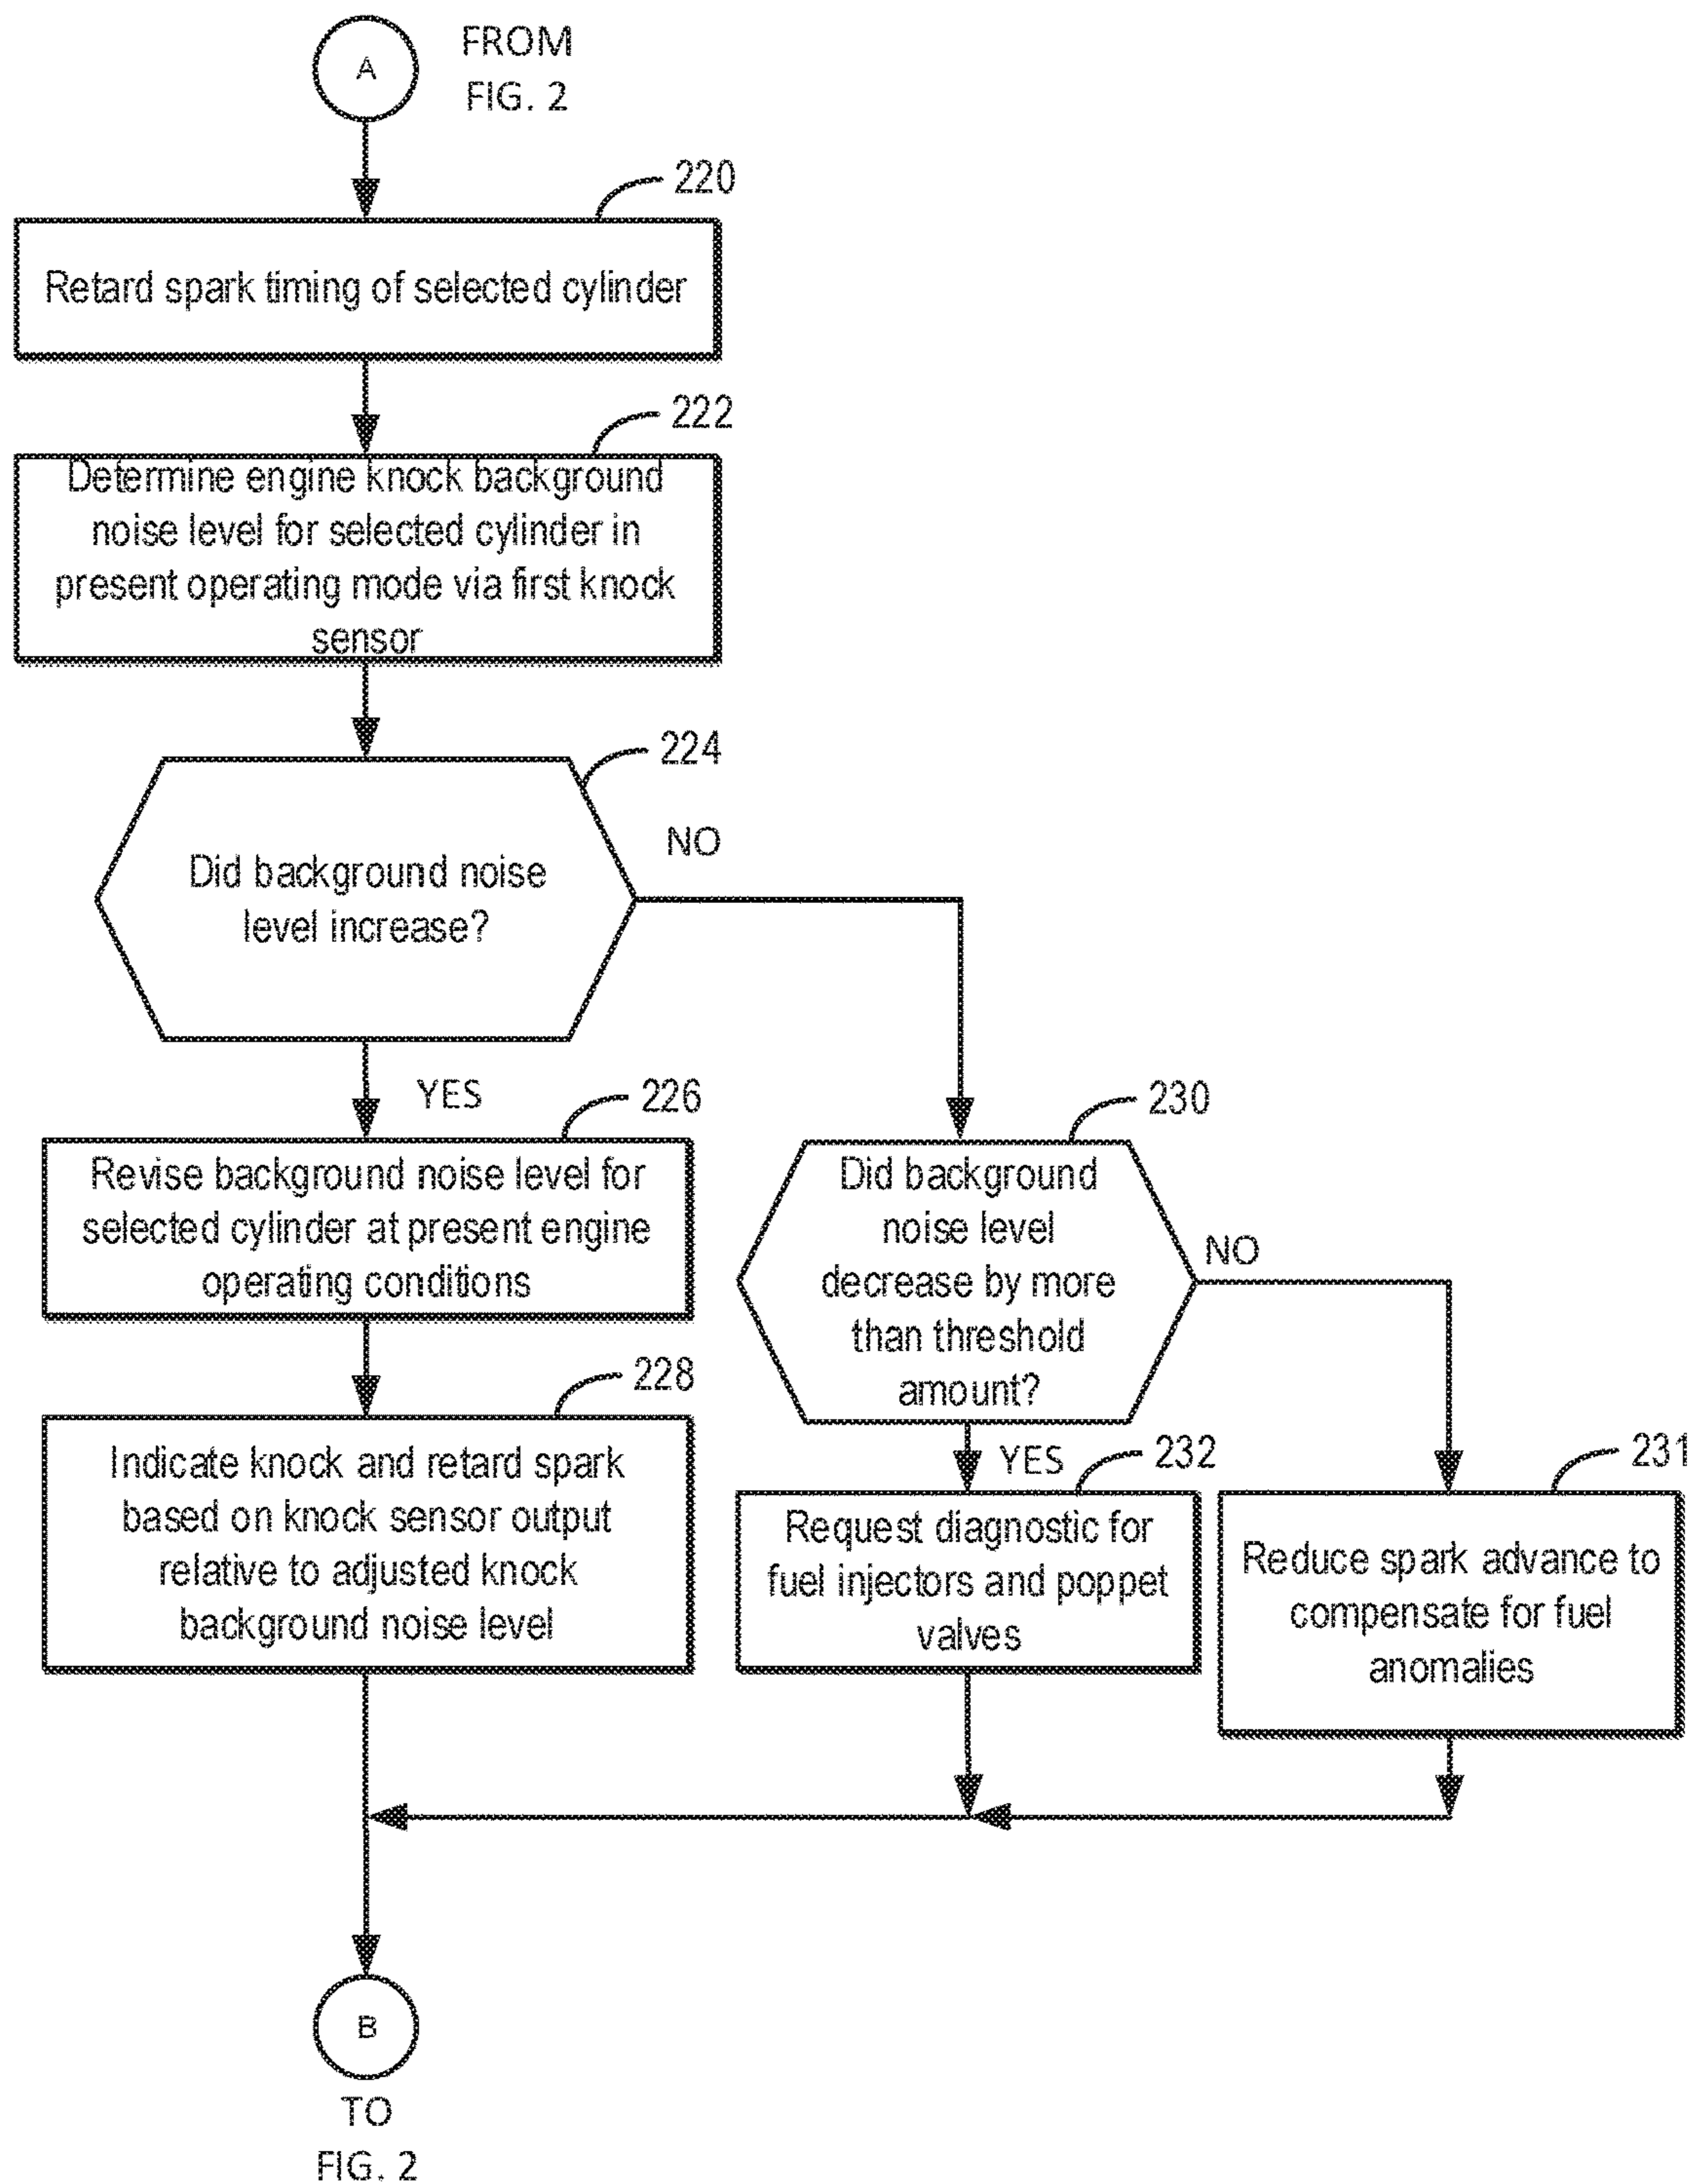 A
FROM
FIG. 2
220
Retard spark timing of selected cylinder
222
Determine engine knock background
noise level for selected cylinder in
present operating mode via first knock
sensor
224
Did background noise
level increase?
NO
YES
226
Revise background noise level for
selected cylinder at present engine
operating conditions
228
Indicate knock and retard spark
based on knock sensor output
relative to adjusted knock
background noise level
230
Did background
noise level
decrease by more
than threshold
amount?
NO
YES
232
Request diagnostic for
fuel injectors and poppet
valves
231
Reduce spark advance to
compensate for fuel
anomalies
B
TO
FIG. 2